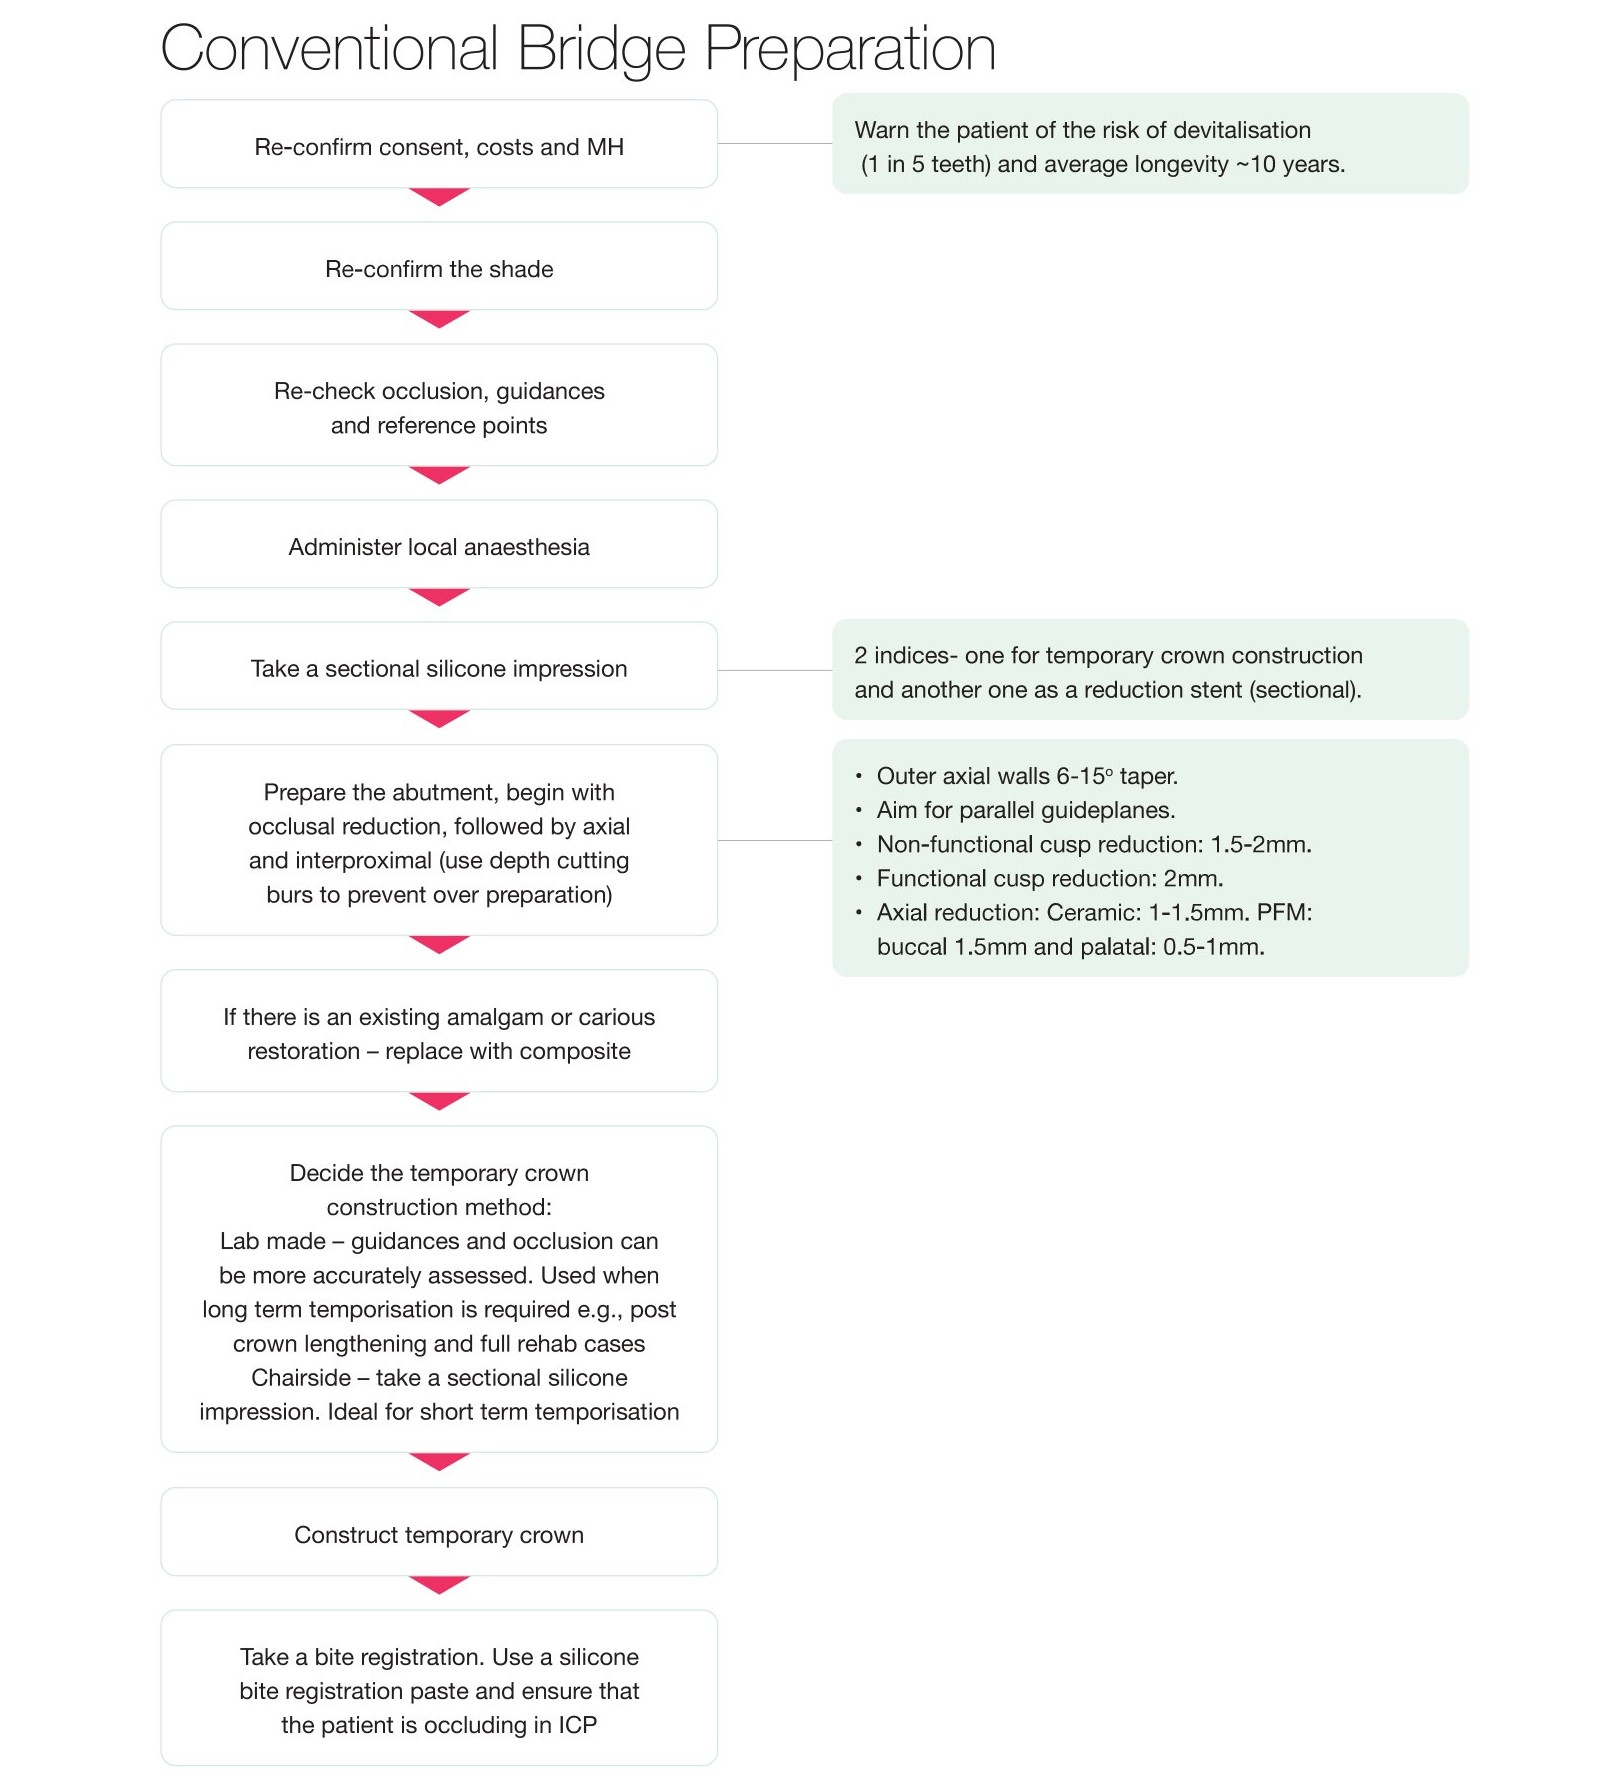 Conventional Bridge Preparation
Re-confirm consent, costs and MH
Warn the patient of the risk of devitalisation
(1 in 5 teeth) and average longevity ~10 years.
Re-confirm the shade
Re-check occlusion, guidances
and reference points
Administer local anaesthesia
Take a sectional silicone impression
2 indices- one for temporary crown construction
and another one as a reduction stent (sectional).
Prepare the abutment, begin with
occlusal reduction, followed by axial
and interproximal (use depth cutting
burs to prevent over preparation)
• Outer axial walls 6-15º taper.
• Aim for parallel guideplanes.
• Non-functional cusp reduction: 1.5-2mm.
• Functional cusp reduction: 2mm.
• Axial reduction: Ceramic: 1-1.5mm. PFM:
buccal 1.5mm and palatal: 0.5-1mm.
If there is an existing amalgam or carious
restoration – replace with composite
Decide the temporary crown
construction method:
Lab made – guidances and occlusion can
be more accurately assessed. Used when
long term temporisation is required e.g., post
crown lengthening and full rehab cases
Chairside – take a sectional silicone
impression. Ideal for short term temporisation
Construct temporary crown
Take a bite registration. Use a silicone
bite registration paste and ensure that
the patient is occluding in ICP